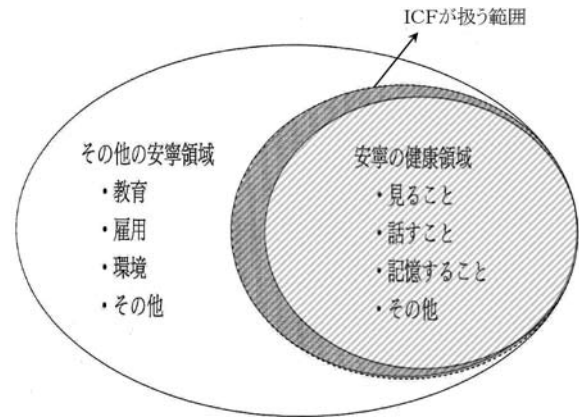 ICFが扱う範囲
その他の安寧領域
・教育
・雇用
・環境
・その他
安寧の健康領域
・見ること
・話すこと
・記憶すること
・その他